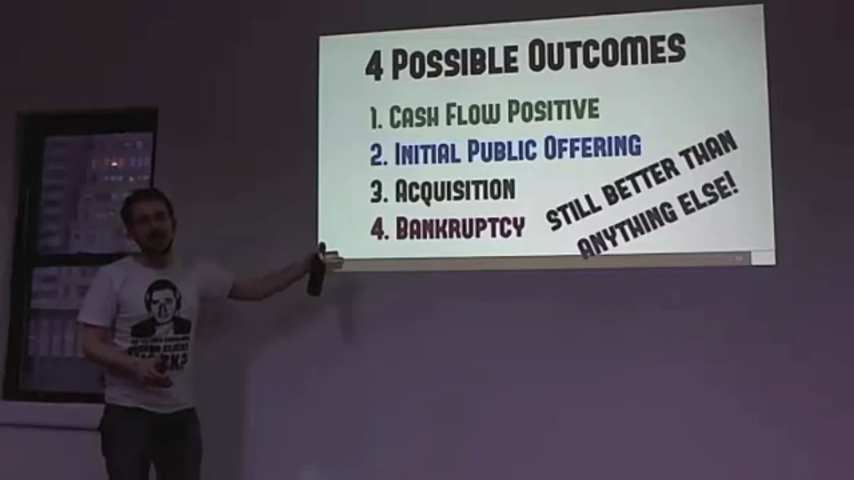 4 POSSIBLE OUTCOMES
1. CASH FLOW POSITIVE
2. INITIAL PUBLIC OFFERING
3. ACQUISITION
4. BANKRUPTCY
STILL BETTER THAN
ANYTHING ELSE!